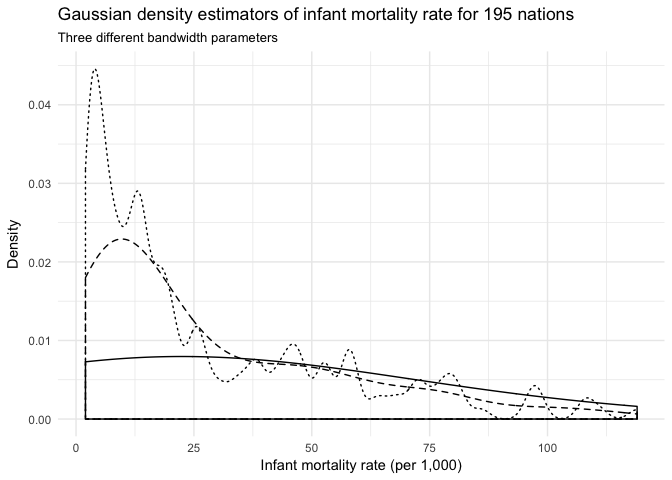 Gaussian density estimators of infant mortality rate for 195 nations
Three different bandwidth parameters
0.04
0.03
0.02
0.01
0.00
Density
0 25 50 75 100
Infant mortality rate (per 1,000)